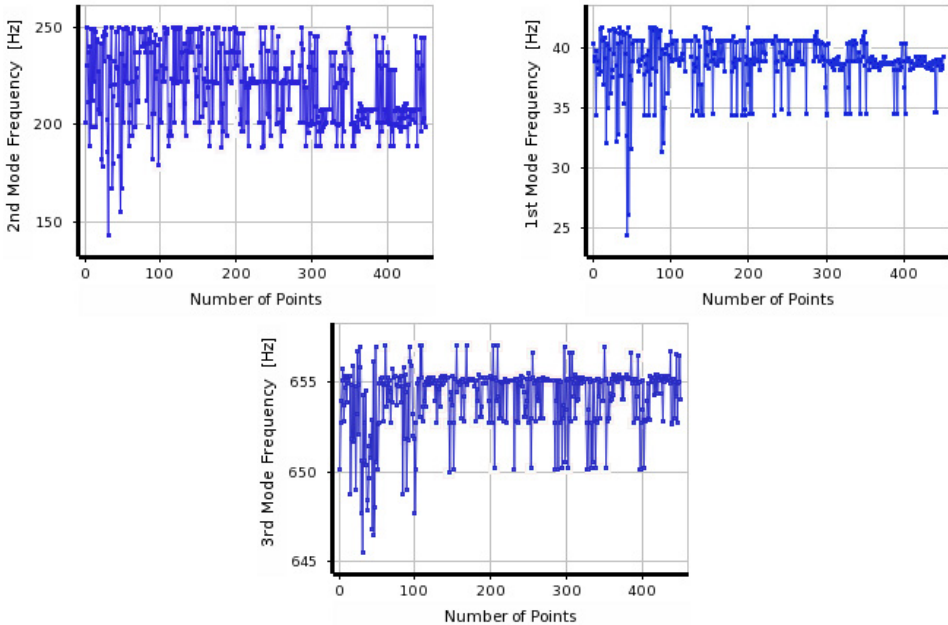 2nd Mode Frequency [Hz]
250
200
150
0 100 200 300 400
Number of Points
1st Mode Frequency [Hz]
40
35
30
25
0 100 200 300 400
Number of Points
3rd Mode Frequency [Hz]
655
650
645
0 100 200 300 400
Number of Points